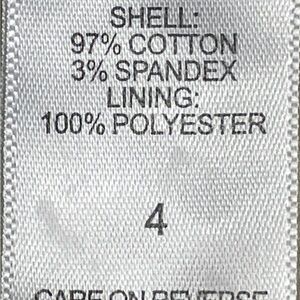 SHELL:
97% COTTON
3% SPANDEX
LINING:
100% POLYESTER
4
CARE ON REVERSE